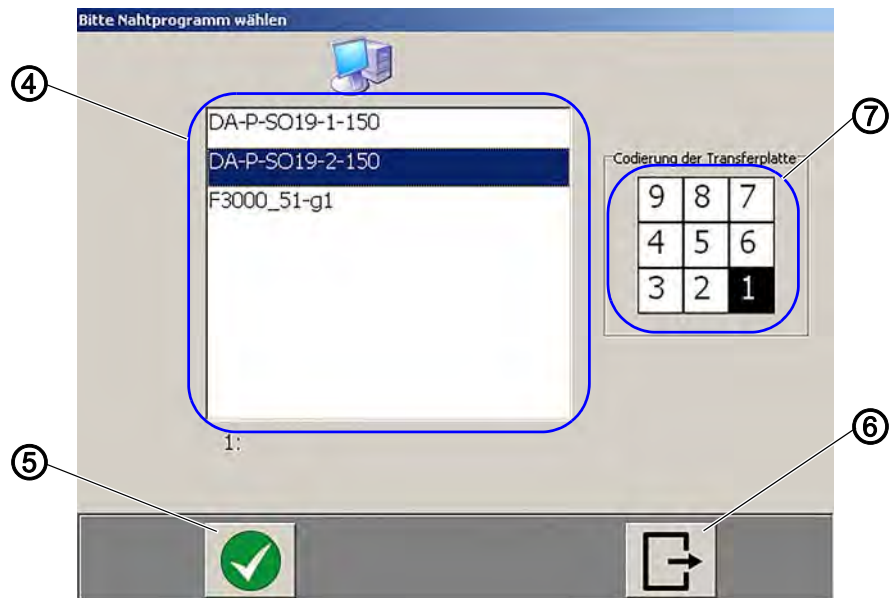 Bitte Nahtprogramm wählen
④
DA-P-SO19-1-150
DA-P-SO19-2-150
F3000_51-g1
1:
⑦
Codierung der Transferplatte
9 8 7
4 5 6
3 2 1
⑤
⑥